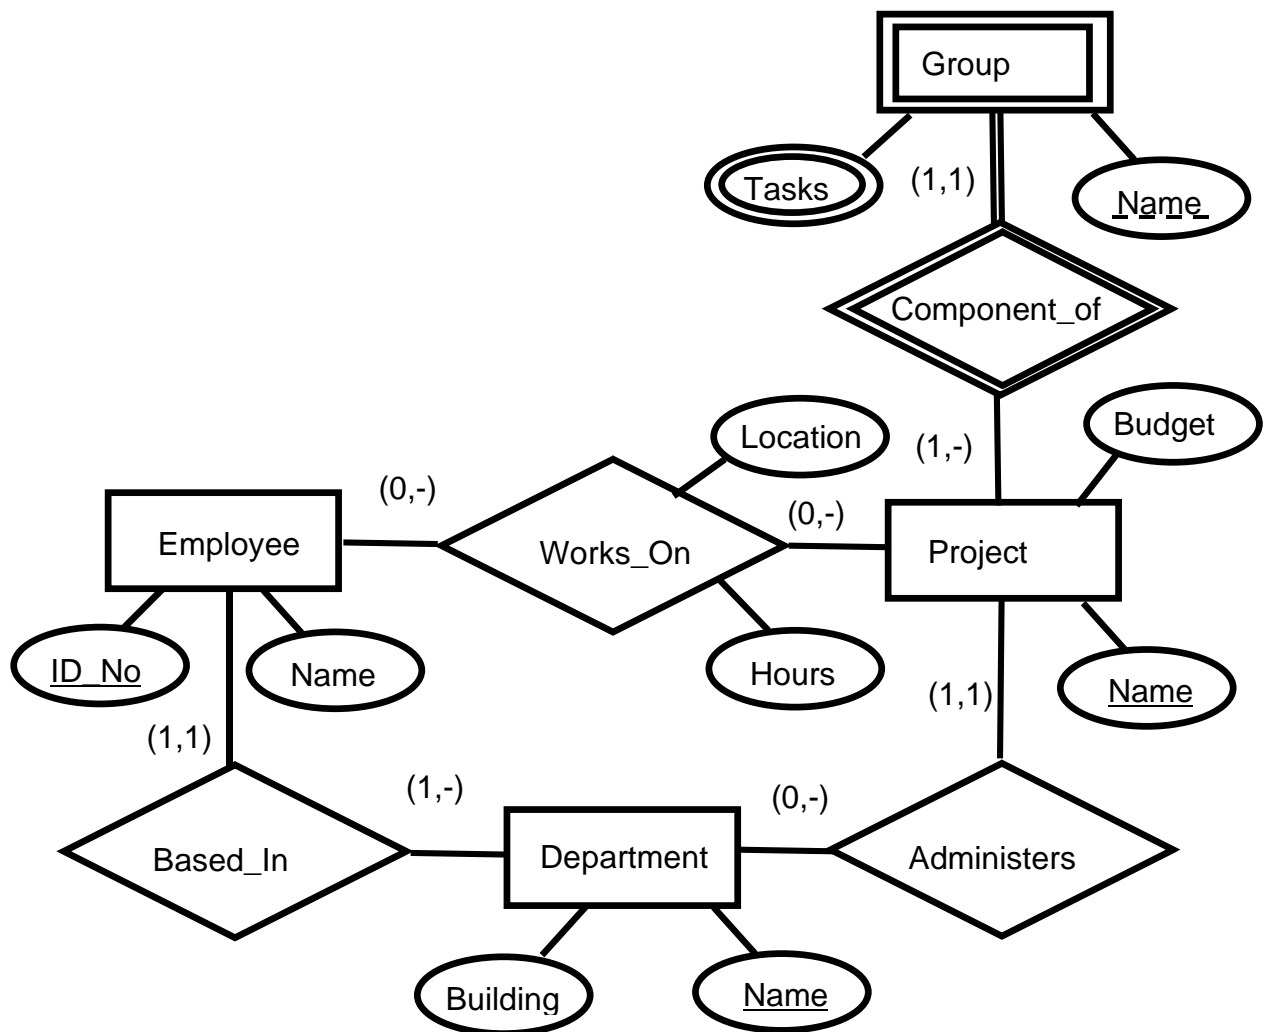 Group
Tasks
(1,1)
Name
Component_of
Location
Budget
(1,-)
(0,-)
(0,-)
Employee
Works_On
Project
ID_No
Name
Hours
Name
(1,1)
(1,1)
(1,-)
(0,-)
Based_In
Department
Administers
Building
Name